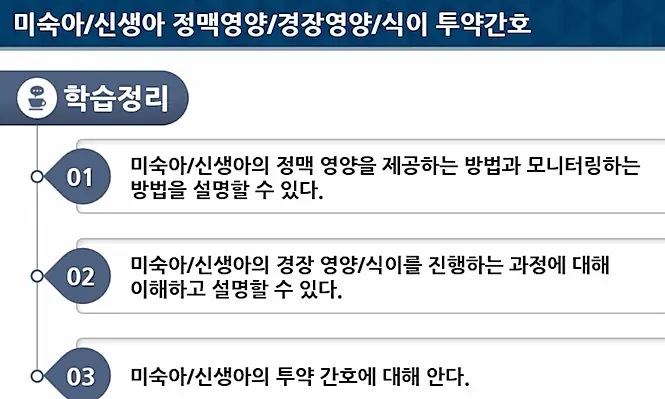 미숙아/신생아 정맥영양/경장영양/식이 투약간호
학습정리
01
미숙아/신생아의 정맥 영양을 제공하는 방법과 모니터링하는
방법을 설명할 수 있다.
02
미숙아/신생아의 경장 영양/식이를 진행하는 과정에 대해
이해하고 설명할 수 있다.
03
미숙아/신생아의 투약 간호에 대해 안다.